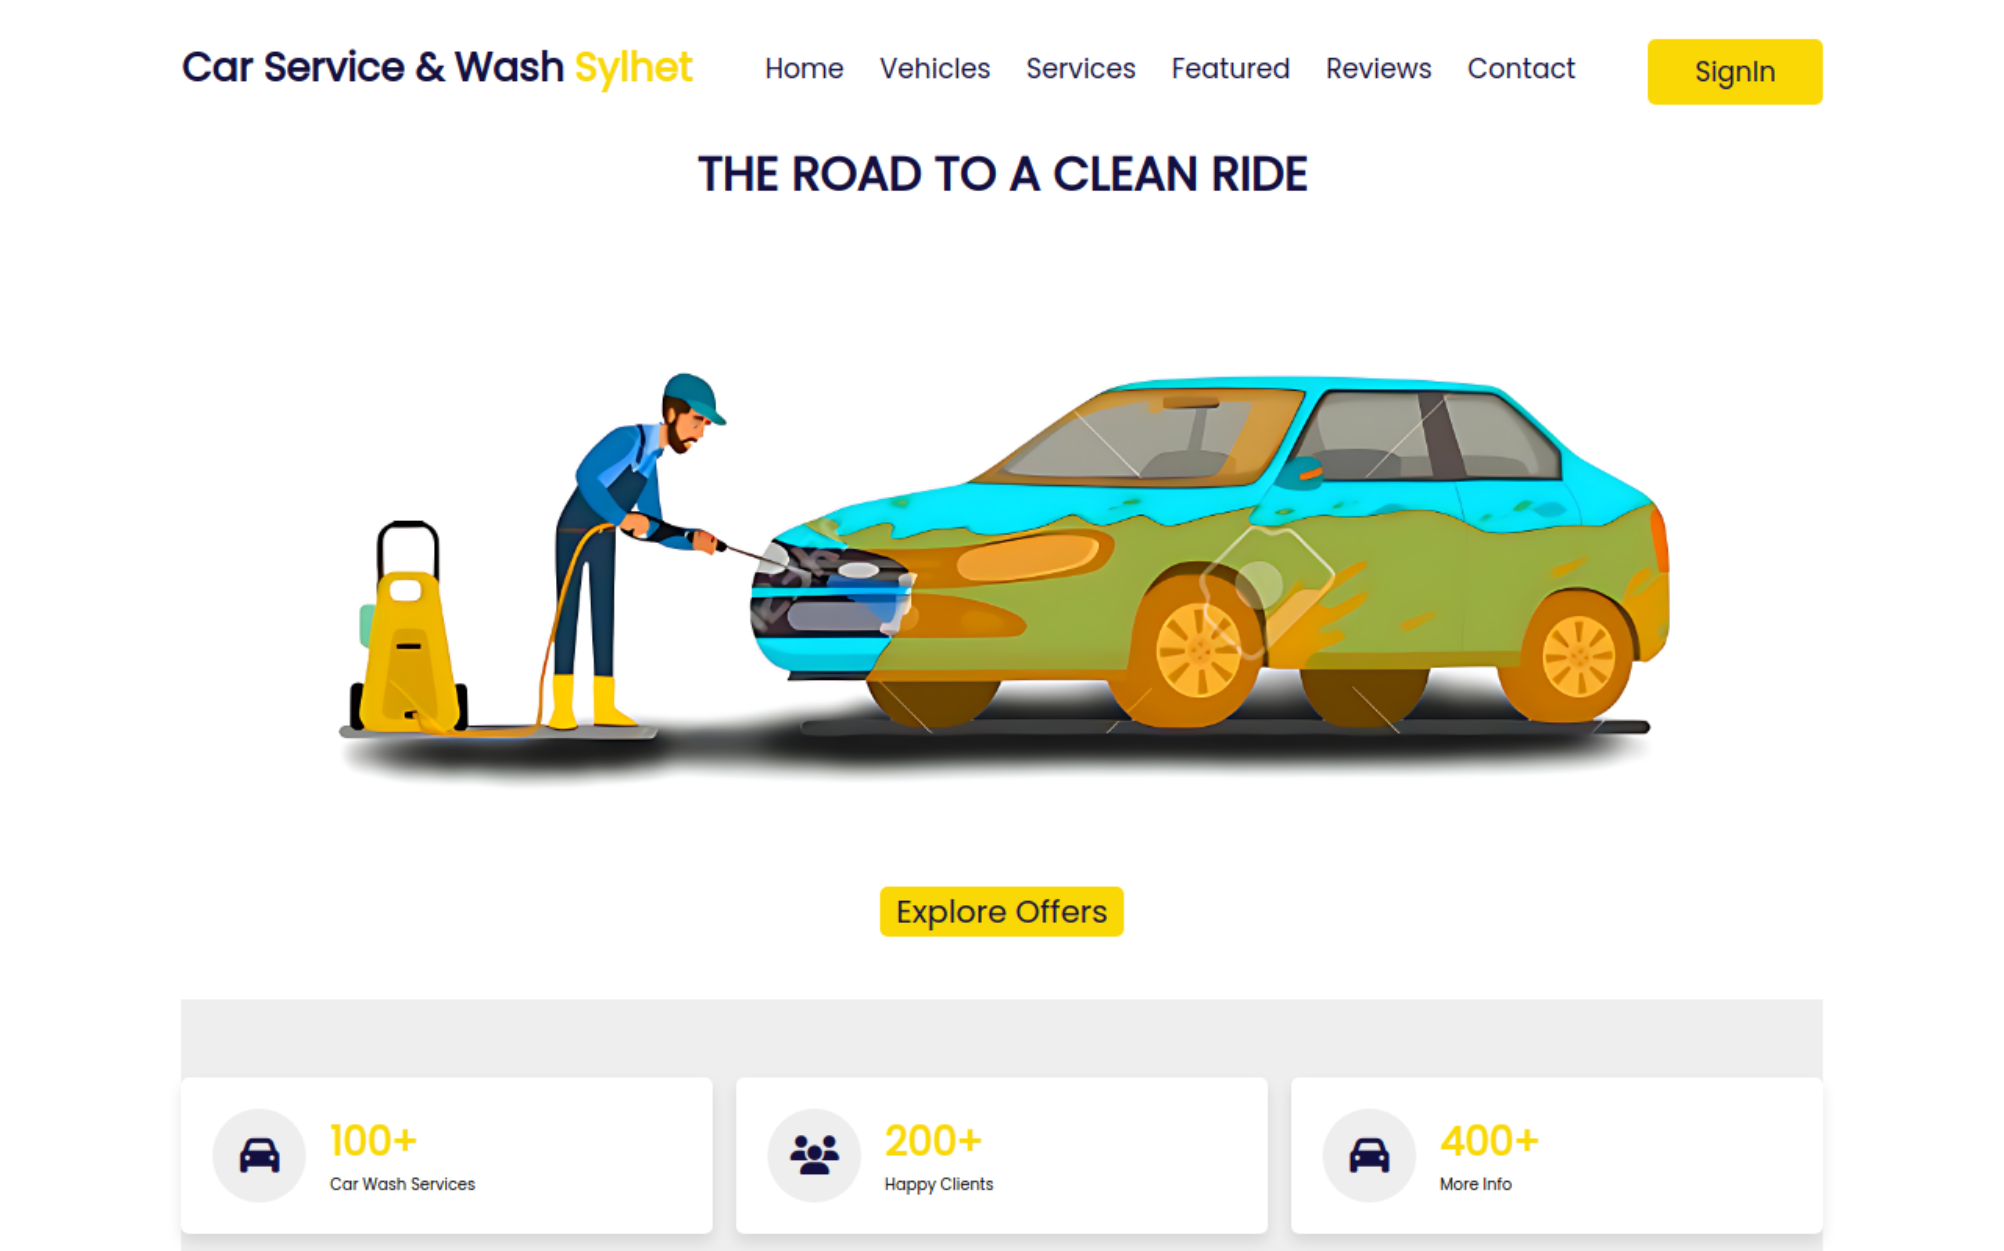 Car Service & Wash Sylhet
Home Vehicles Services Featured Reviews Contact
SignIn
THE ROAD TO A CLEAN RIDE
Explore Offers
100+
Car Wash Services
200+
Happy Clients
400+
More Info